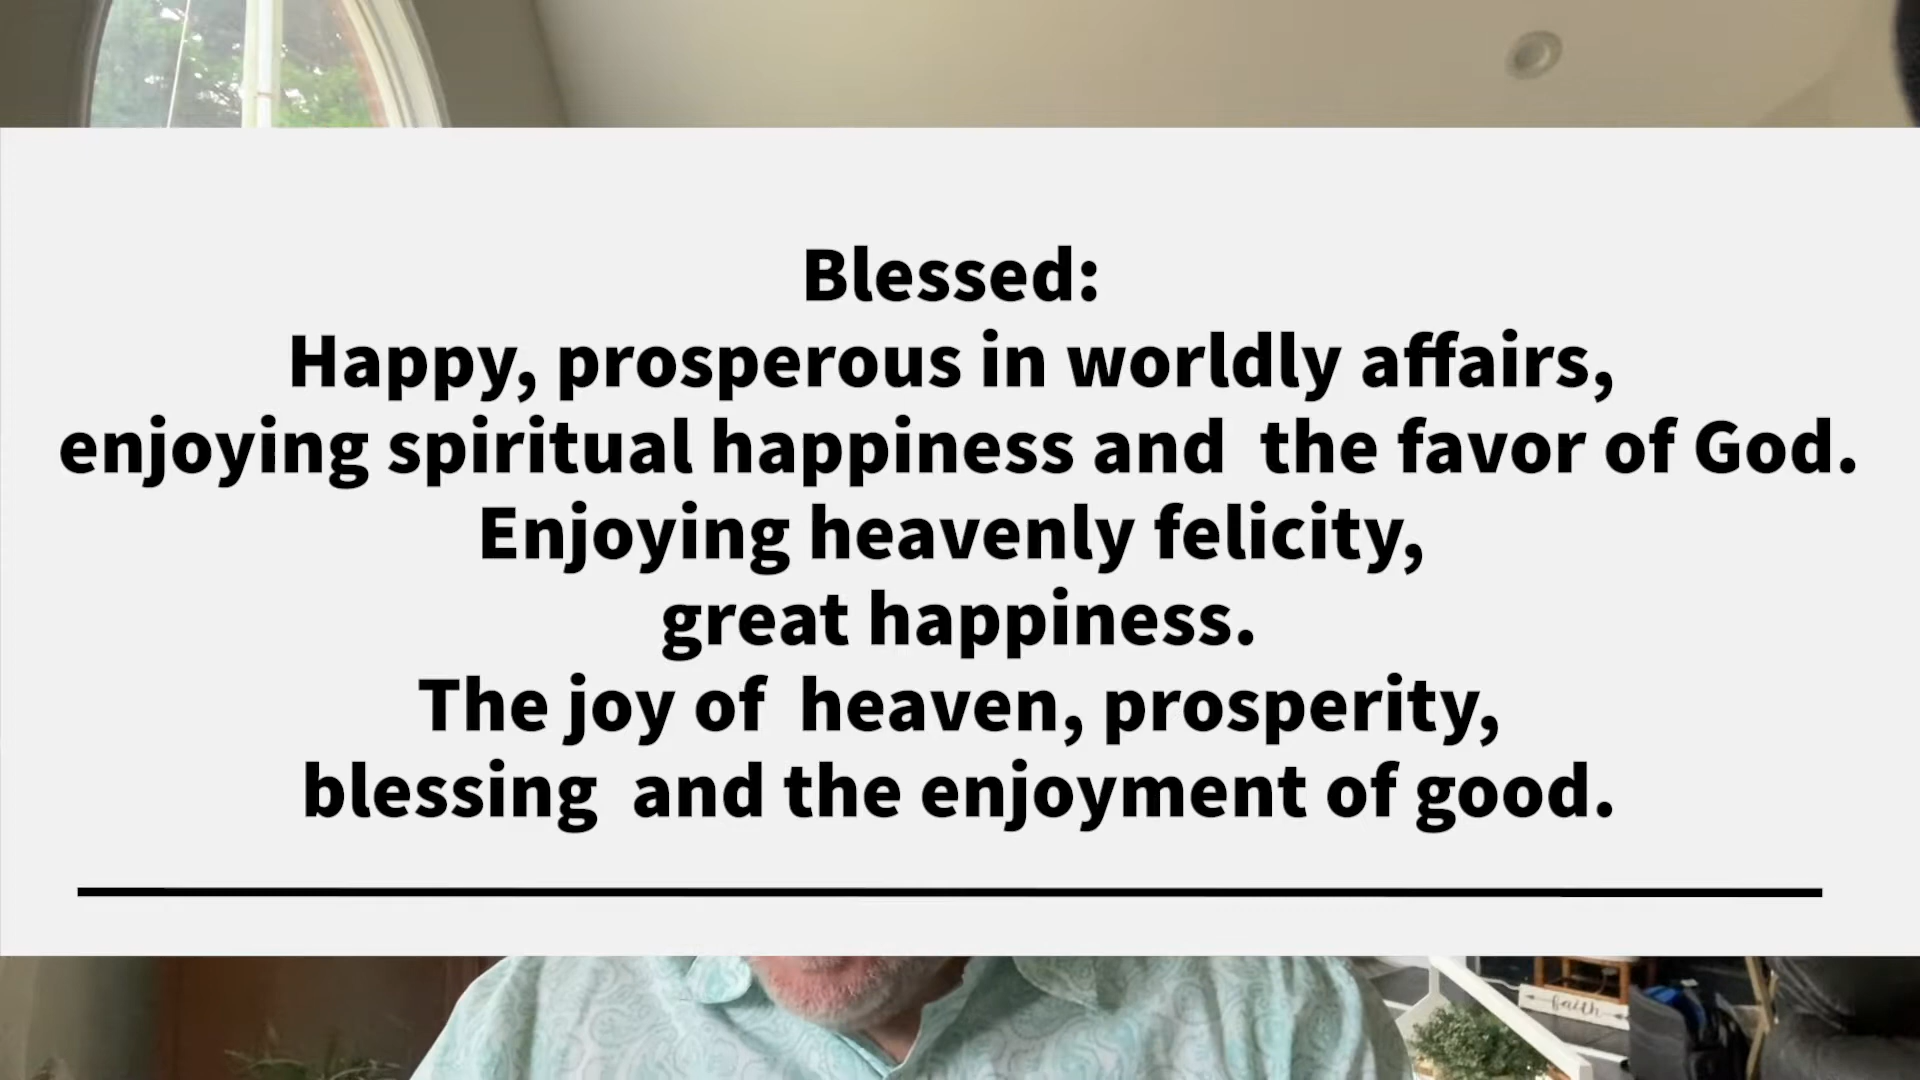 Blessed:
Happy, prosperous in worldly affairs,
enjoying spiritual happiness and  the favor of God.
Enjoying heavenly felicity,
great happiness.
The joy of  heaven, prosperity,
blessing  and the enjoyment of good.
faith